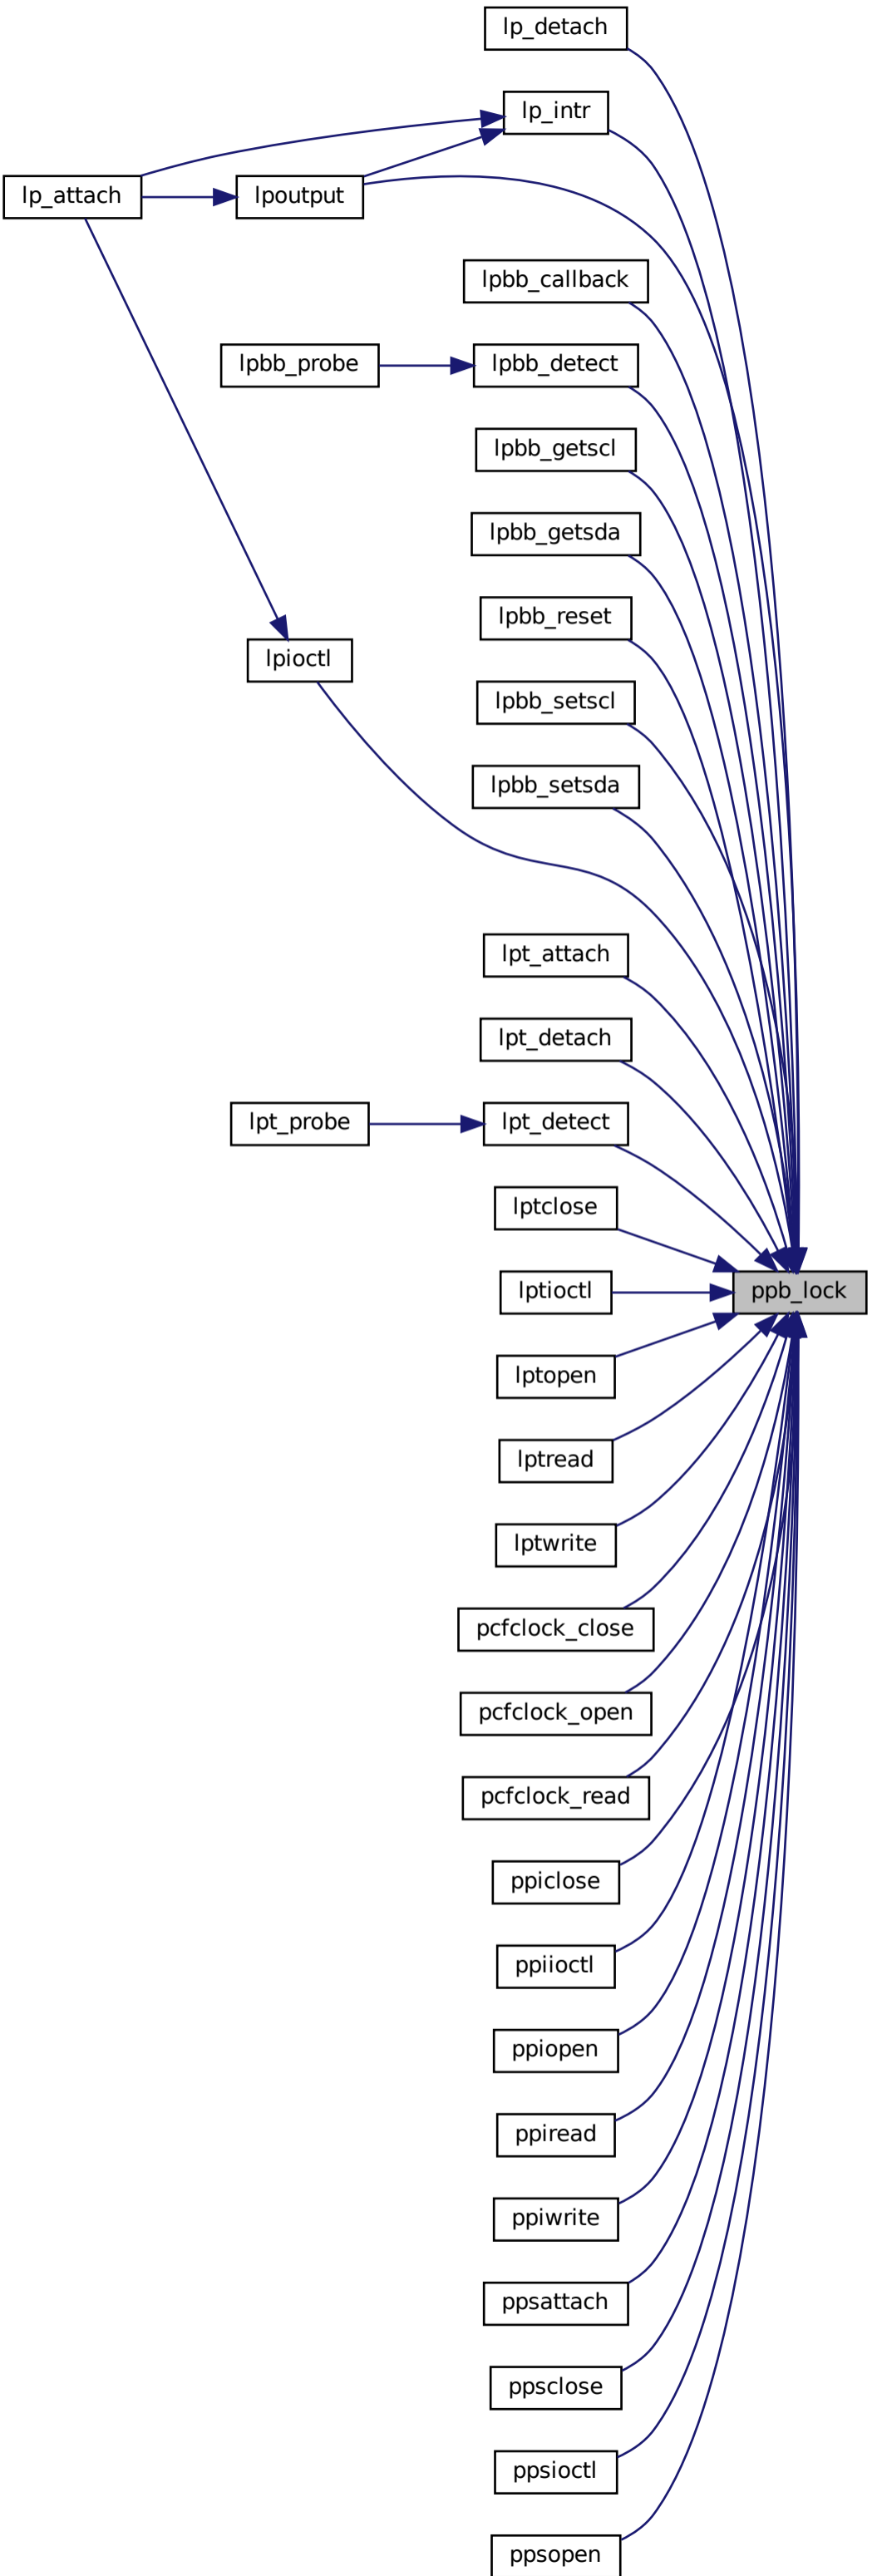 lp_detach
lp_intr
lp_attach
lpoutput
lpbb_callback
lpbb_probe
lpbb_detect
lpbb_getscl
lpbb_getsda
lpbb_reset
lpioctl
lpbb_setscl
lpbb_setsda
lpt_attach
lpt_detach
lpt_probe
lpt_detect
lptclose
lptioctl
ppb_lock
lptopen
lptread
lptwrite
pcfclock_close
pcfclock_open
pcfclock_read
ppiclose
ppiioctl
ppiopen
ppiread
ppiwrite
ppsattach
ppsclose
ppsioctl
ppsopen